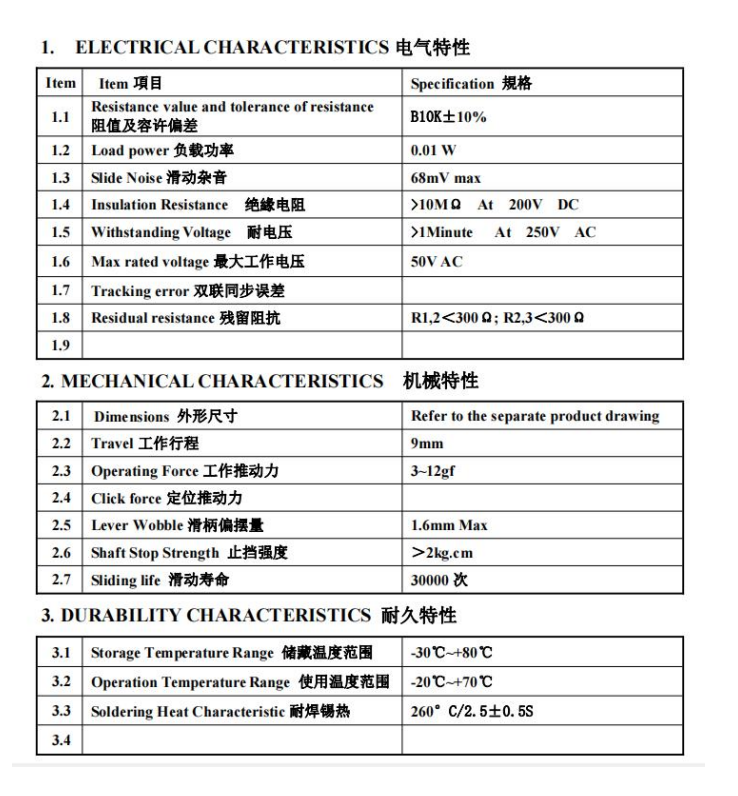 1. ELECTRICAL CHARACTERISTICS 电气特性
Item Item 項目 Specification 規格
1.1 Resistance value and tolerance of resistance
阻值及容许偏差 B10K±10%
1.2 Load power 负载功率 0.01 W
1.3 Slide Noise 滑动杂音 68mV max
1.4 Insulation Resistance 绝緣电阻 >10MΩ At 200V DC
1.5 Withstanding Voltage 耐电压 >1Minute At 250V AC
1.6 Max rated voltage 最大工作电压 50V AC
1.7 Tracking error 双联同步误差
1.8 Residual resistance 残留阻抗 R1,2＜300Ω; R2,3＜300Ω
1.9
2. MECHANICAL CHARACTERISTICS 机械特性
2.1 Dimensions 外形尺寸 Refer to the separate product drawing
2.2 Travel 工作行程 9mm
2.3 Operating Force 工作推动力 3~12gf
2.4 Click force 定位推动力
2.5 Lever Wobble 滑柄偏摆量 1.6mm Max
2.6 Shaft Stop Strength 止挡强度 ＞2kg.cm
2.7 Sliding life 滑动寿命 30000 次
3. DURABILITY CHARACTERISTICS 耐久特性
3.1 Storage Temperature Range 储藏温度范围 -30℃~+80℃
3.2 Operation Temperature Range 使用温度范围 -20℃~+70℃
3.3 Soldering Heat Characteristic 耐焊锡热 260° C/2.5±0.5S
3.4